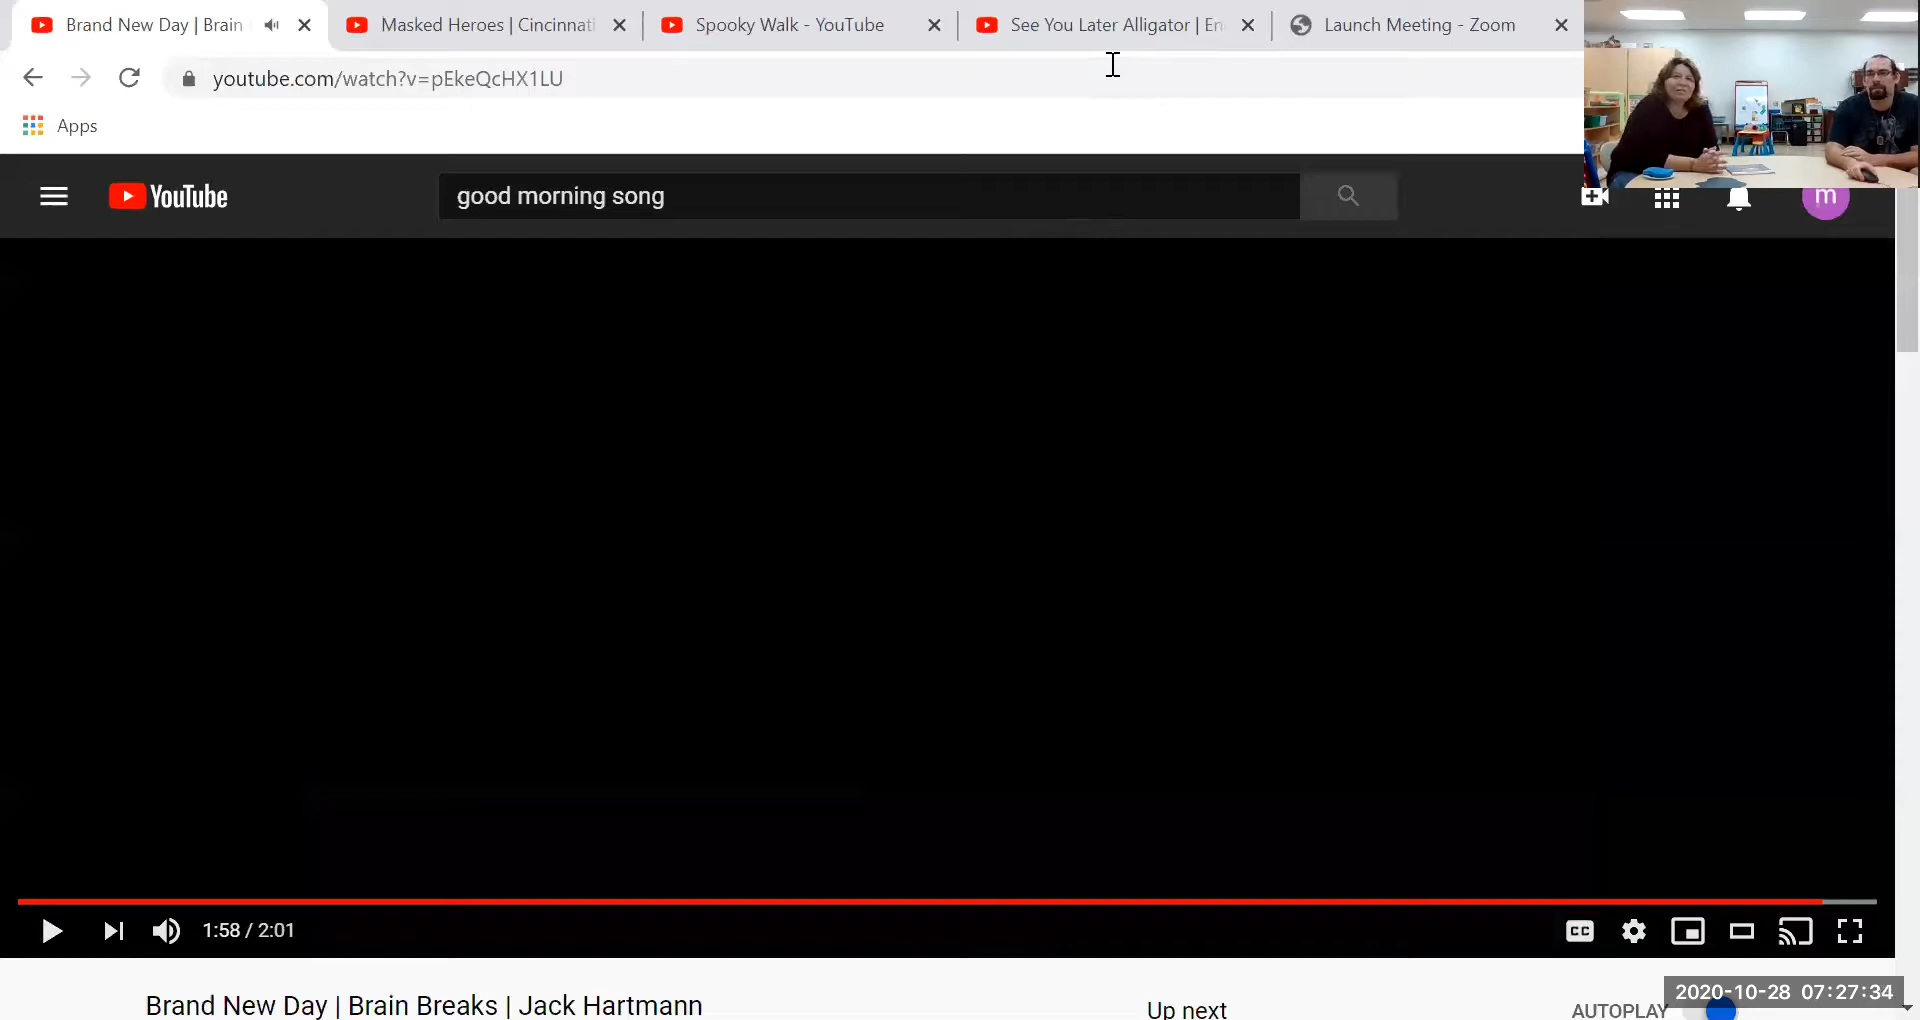 Brand New Day | Brain
Masked Heroes | Cincinnati
Spooky Walk - YouTube
See You Later Alligator | En
Launch Meeting - Zoom
youtube.com/watch?v=pEkeQcHX1LU
Apps
YouTube
good morning song
m
1:58 / 2:01
CC
Brand New Day | Brain Breaks | Jack Hartmann
Up next
AUTOPLAY
2020-10-28 07:27:34